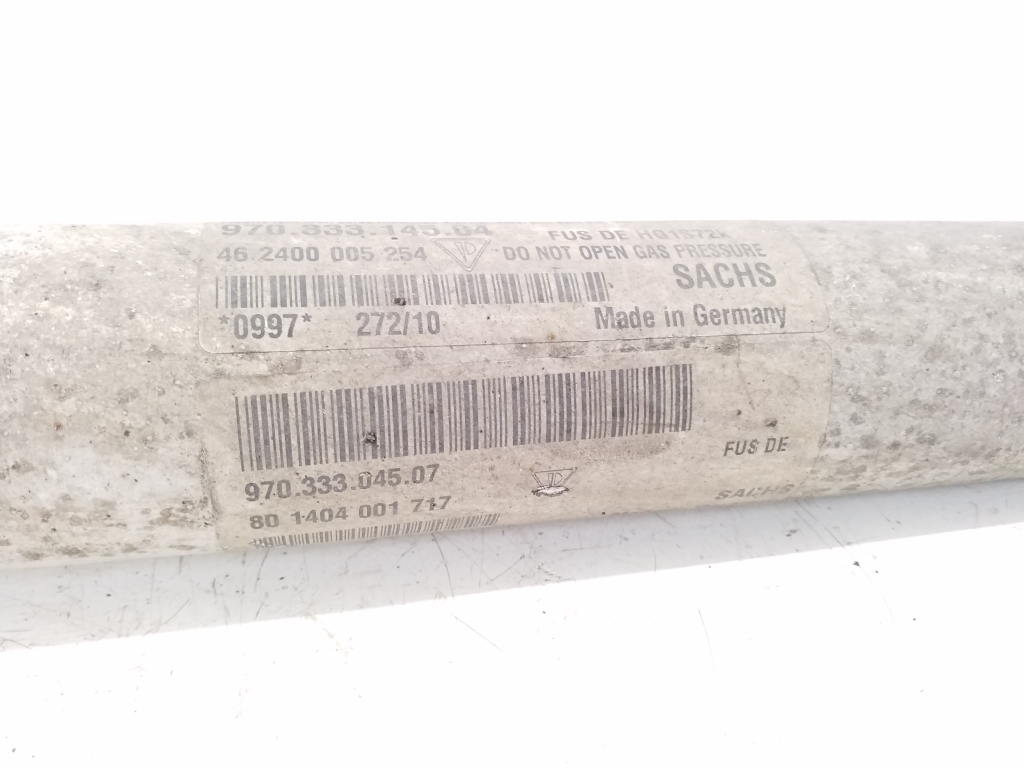 970.333.145.04 FUS DE
46.2400 005 254 DO NOT OPEN GAS PRESSURE
SACHS
*0997* 272/10 Made in Germany
970.333.045.07 FUS DE
80 1404 001 717 SACHS